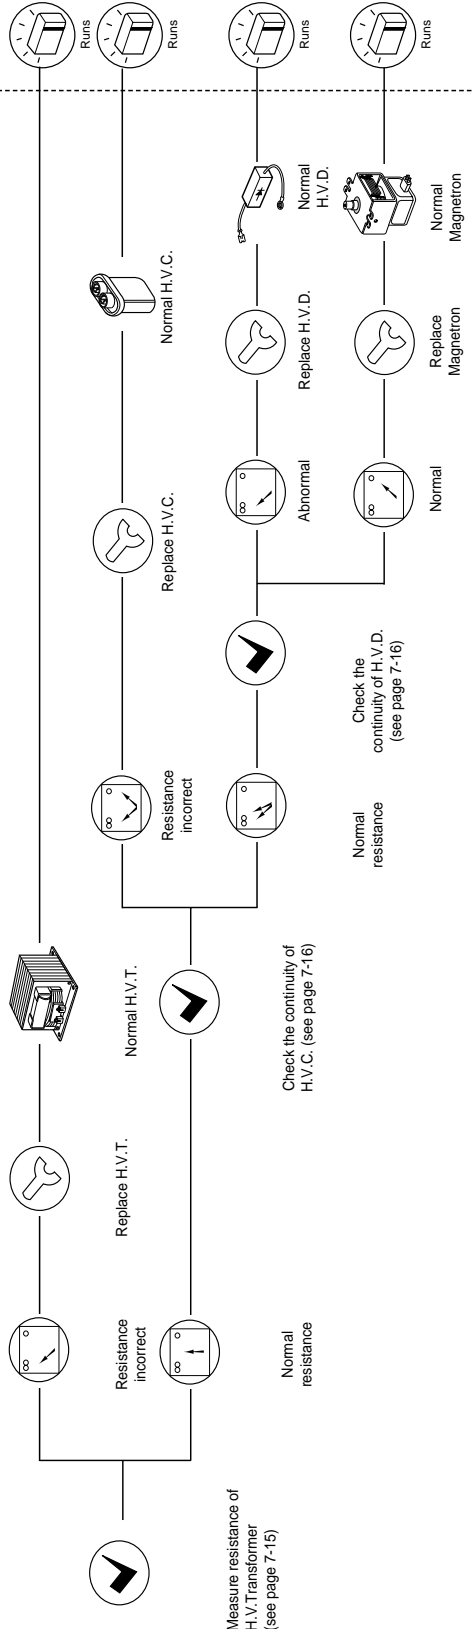 Measure resistance of
H.V.Transformer
(see page 7-15)
Resistance
incorrect
Replace H.V.T.
Normal H.V.T.
Runs
Normal
resistance
Check the continuity of
H.V.C. (see page 7-16)
Resistance
incorrect
Replace H.V.C.
Normal H.V.C.
Runs
Normal
resistance
Check the
continuity of H.V.D.
(see page 7-16)
Abnormal
Replace H.V.D.
Normal
H.V.D.
Runs
Normal
Replace
Magnetron
Normal
Magnetron
Runs